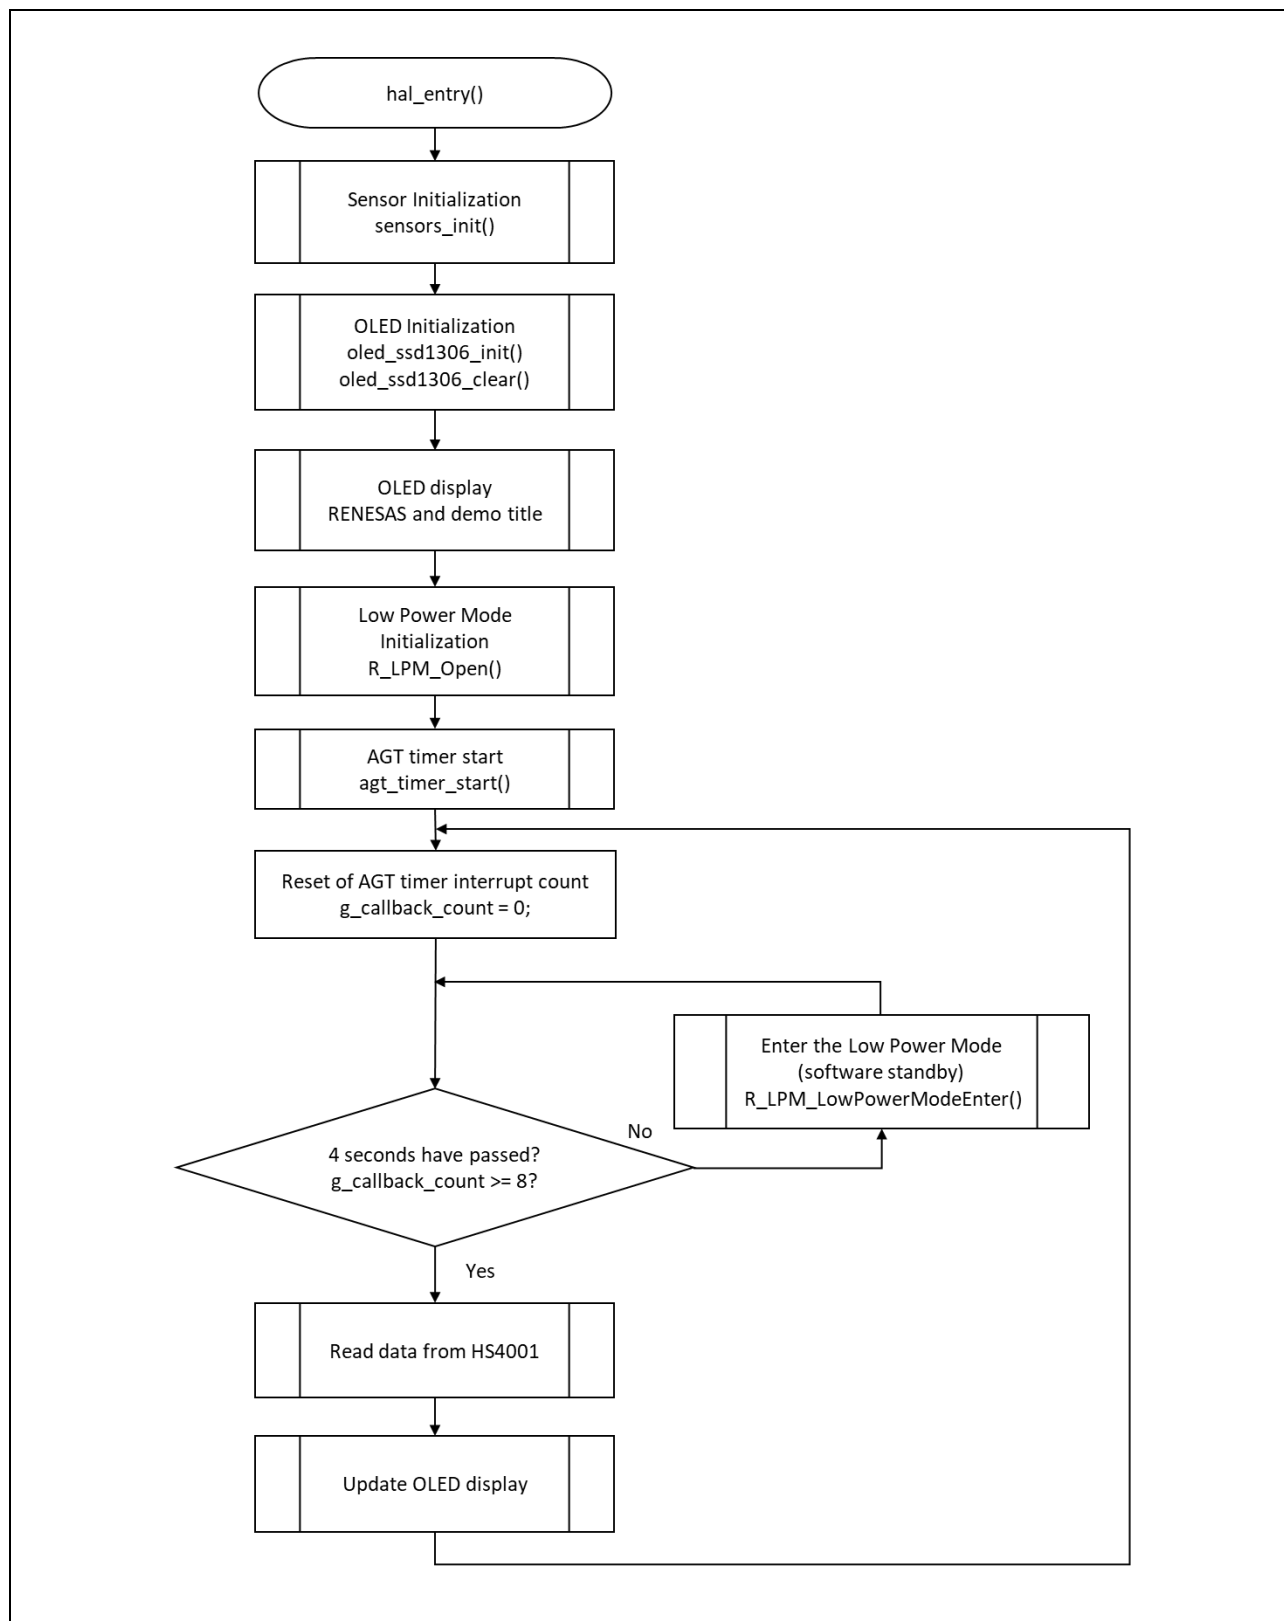 hal_entry()
Sensor Initialization
sensors_init()
OLED Initialization
oled_ssd1306_init()
oled_ssd1306_clear()
OLED display
RENESAS and demo title
Low Power Mode
Initialization
R_LPM_Open()
AGT timer start
agt_timer_start()
Reset of AGT timer interrupt count
g_callback_count = 0;
Enter the Low Power Mode
(software standby)
R_LPM_LowPowerModeEnter()
No
4 seconds have passed?
g_callback_count >= 8?
Yes
Read data from HS4001
Update OLED display